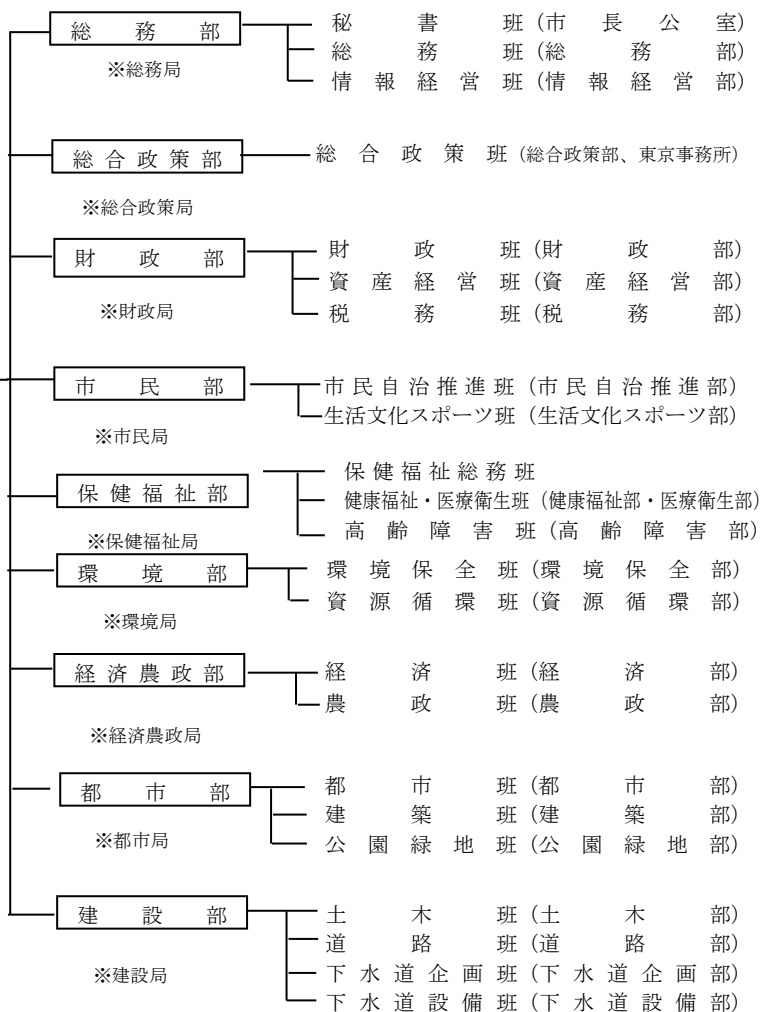 総務部 秘書班（市長公室）
総務班（総務部）
※総務局
情報経営班（情報経営部）
総合政策部 総合政策班（総合政策部、東京事務所）
※総合政策局
財政部 財政班（財政部）
資産経営班（資産経営部）
※財政局 税務班（税務部）
市民部 市民自治推進班（市民自治推進部）
生活文化スポーツ班（生活文化スポーツ部）
※市民局
保健福祉総務班
保健福祉部 健康福祉・医療衛生班（健康福祉部・医療衛生部）
高齢障害班（高齢障害部）
※保健福祉局
環境部 環境保全班（環境保全部）
資源循環班（資源循環部）
※環境局
経済農政部 経済班（経済部）
農政班（農政部）
※経済農政局
都市部 都市班（都市部）
建築班（建築部）
※都市局 公園緑地班（公園緑地部）
建設部 土木班（土木部）
道路班（道路部）
※建設局 下水道企画班（下水道企画部）
下水道設備班（下水道設備部）